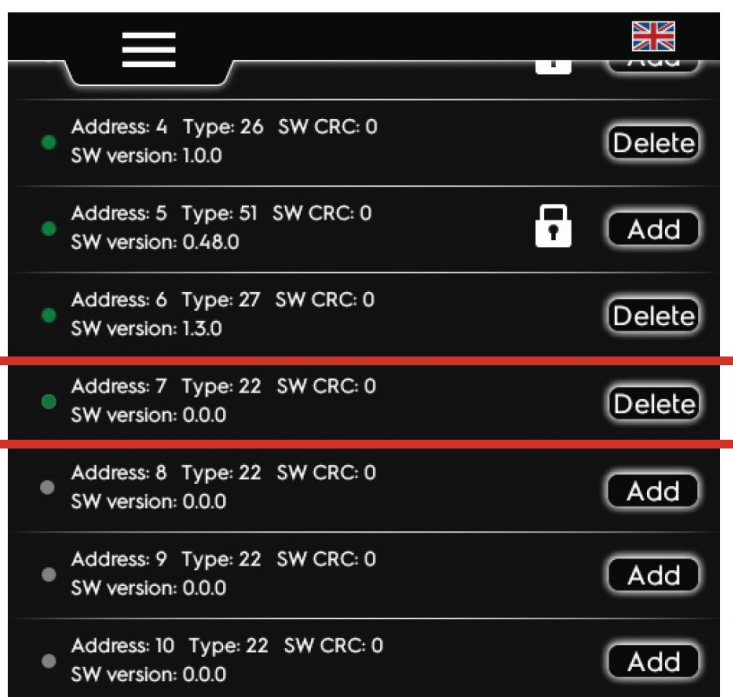 Add
Address: 4 Type: 26 SW CRC: 0
SW version: 1.0.0
Delete
Address: 5 Type: 51 SW CRC: 0
SW version: 0.48.0
Add
Address: 6 Type: 27 SW CRC: 0
SW version: 1.3.0
Delete
Address: 7 Type: 22 SW CRC: 0
SW version: 0.0.0
Delete
Address: 8 Type: 22 SW CRC: 0
SW version: 0.0.0
Add
Address: 9 Type: 22 SW CRC: 0
SW version: 0.0.0
Add
Address: 10 Type: 22 SW CRC: 0
SW version: 0.0.0
Add